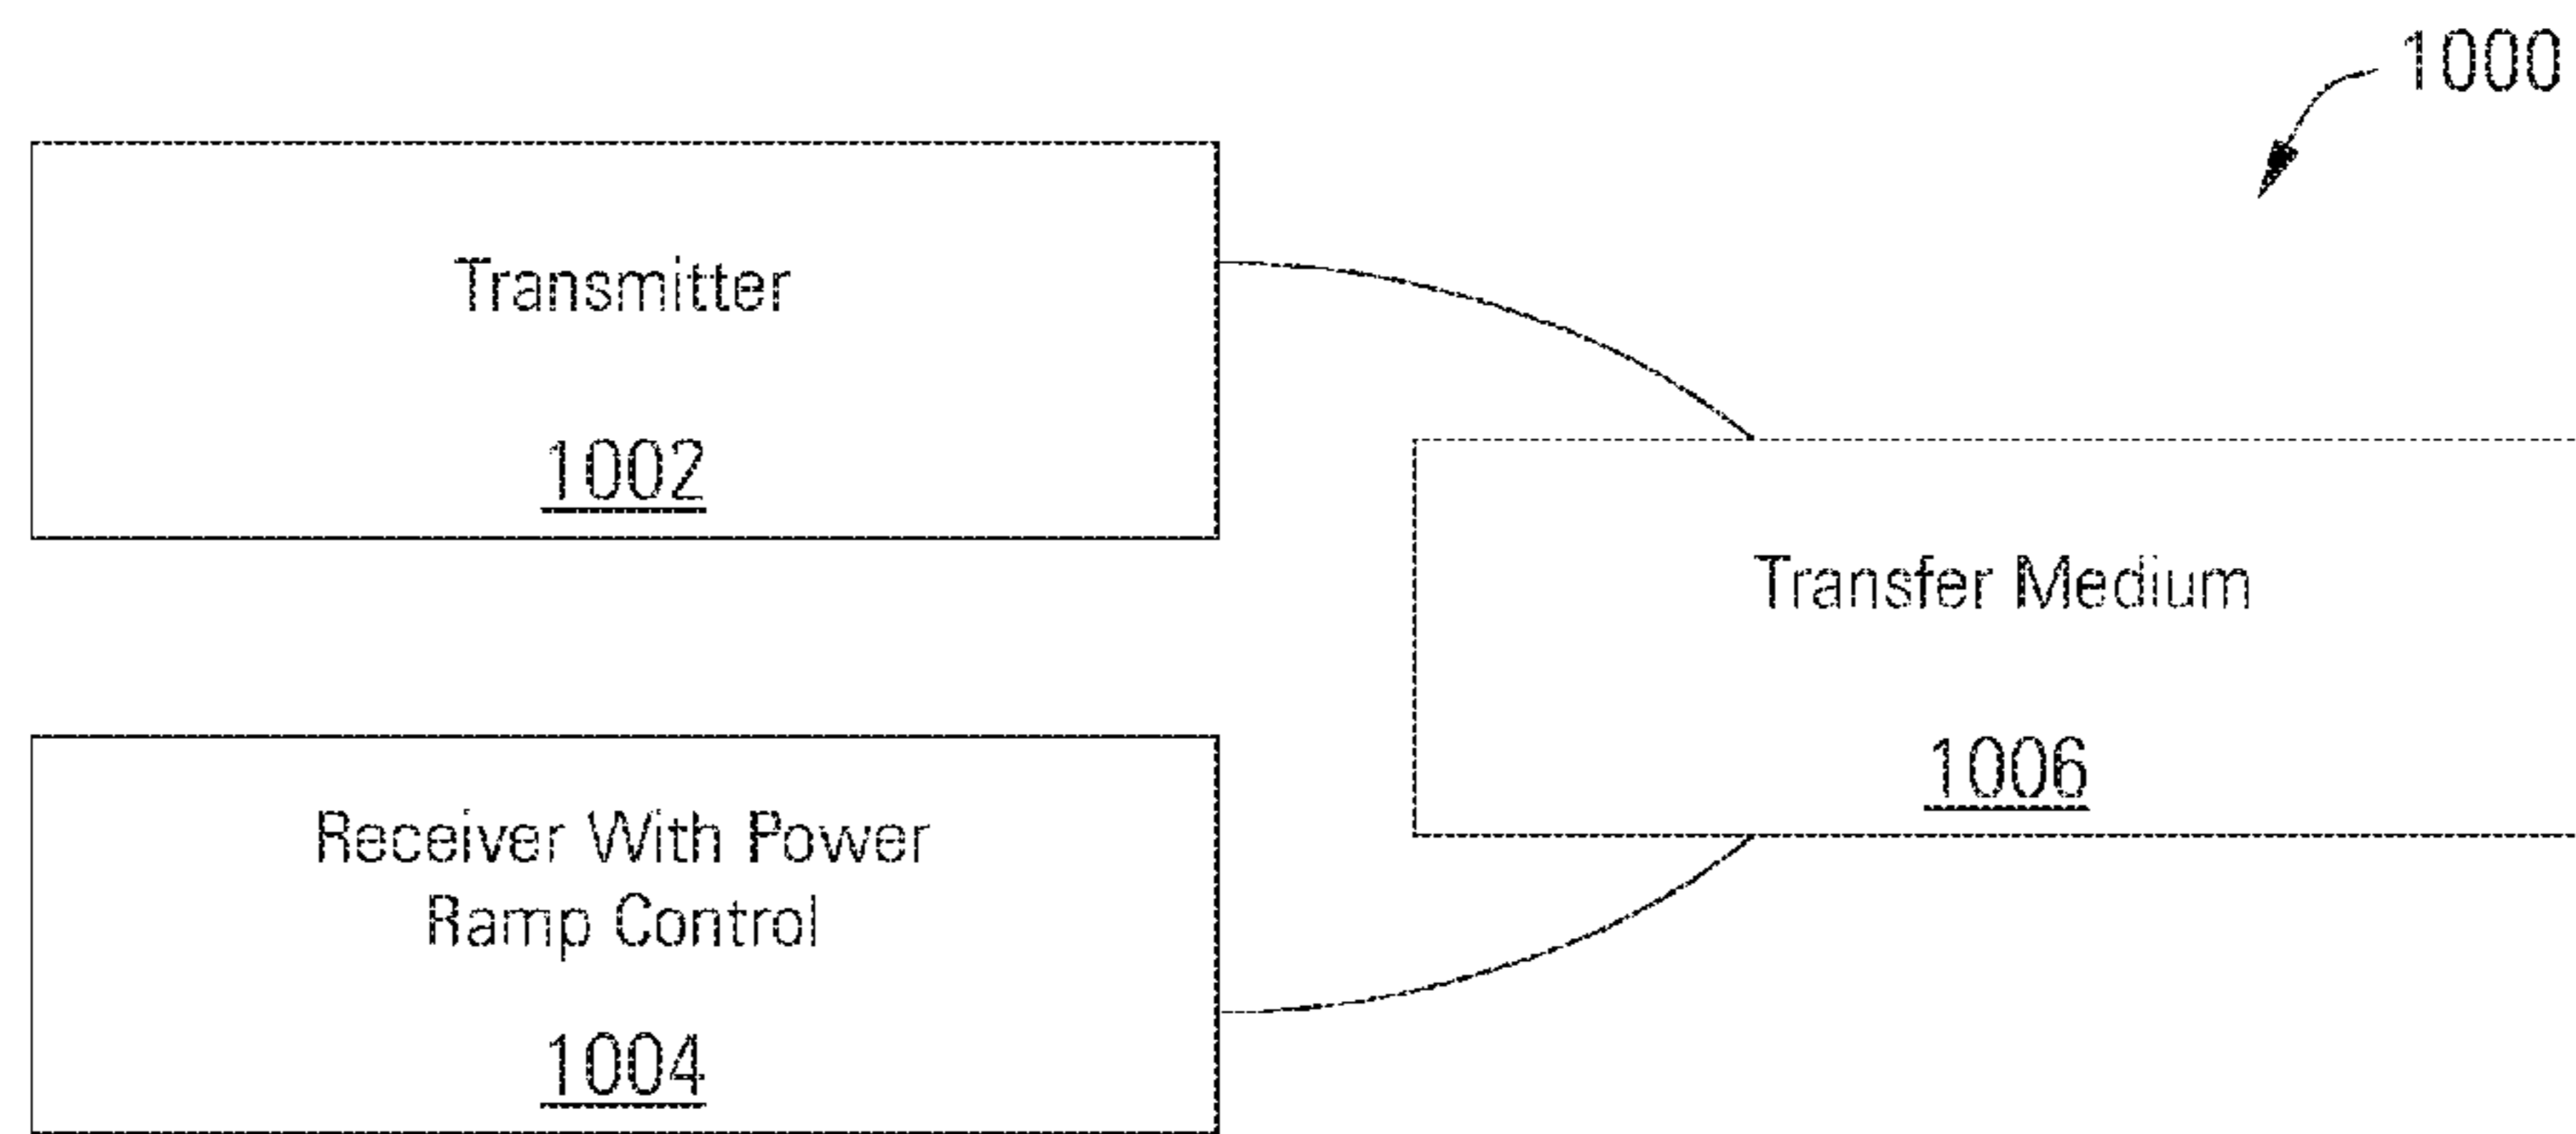 1000
Transmitter
1002
Transfer Medium
1006
Receiver With Power
Ramp Control
1004